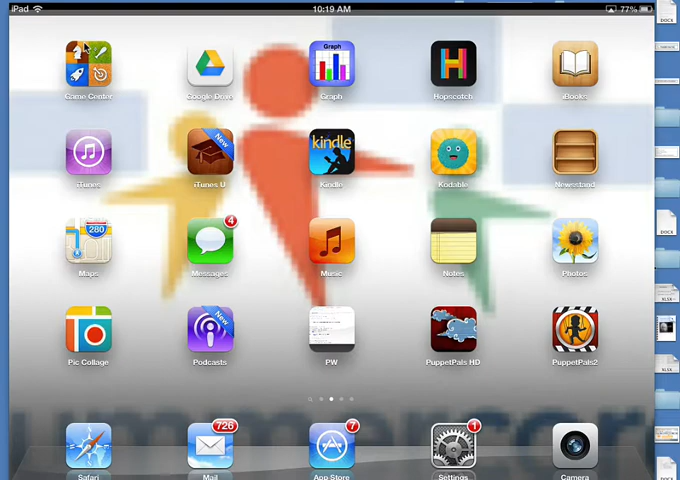 iPad 10:19 AM 77%
Graph
Game Center Google Drive Graph Hopscotch iBooks
New kindle
iTunes iTunes U Kindle Kodable Newsstand
280 4
Maps Messages Music Notes Photos
New
Pic Collage Podcasts PW PuppetPals HD PuppetPals2
726 7 1
Safari Mail App Store Settings Camera
DOCX
DOCX
XLSX
XLSX
DOCX